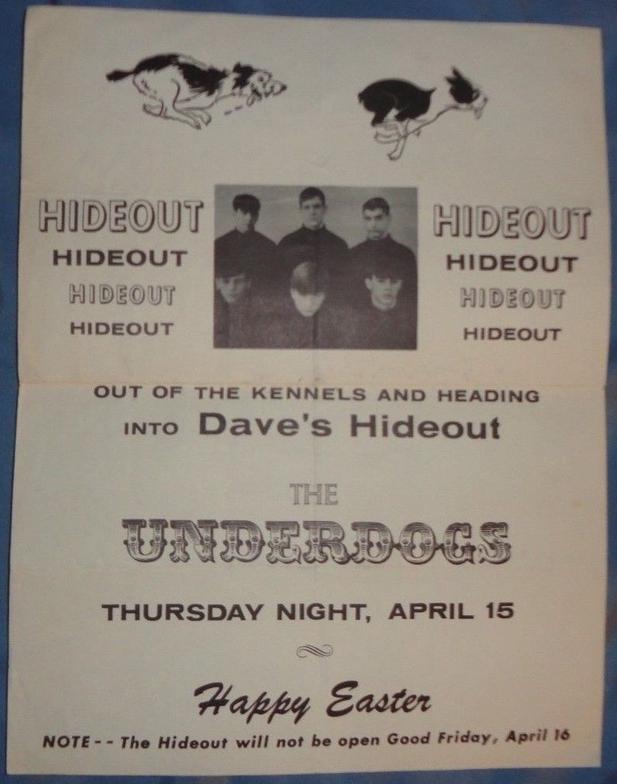 HIDEOUT
HIDEOUT
HIDEOUT
HIDEOUT
HIDEOUT
HIDEOUT
HIDEOUT
HIDEOUT
OUT OF THE KENNELS AND HEADING
INTO Dave's Hideout
THE
UNDERDOGS
THURSDAY NIGHT, APRIL 15
Happy Easter
NOTE-- The Hideout will not be open Good Friday, April 16